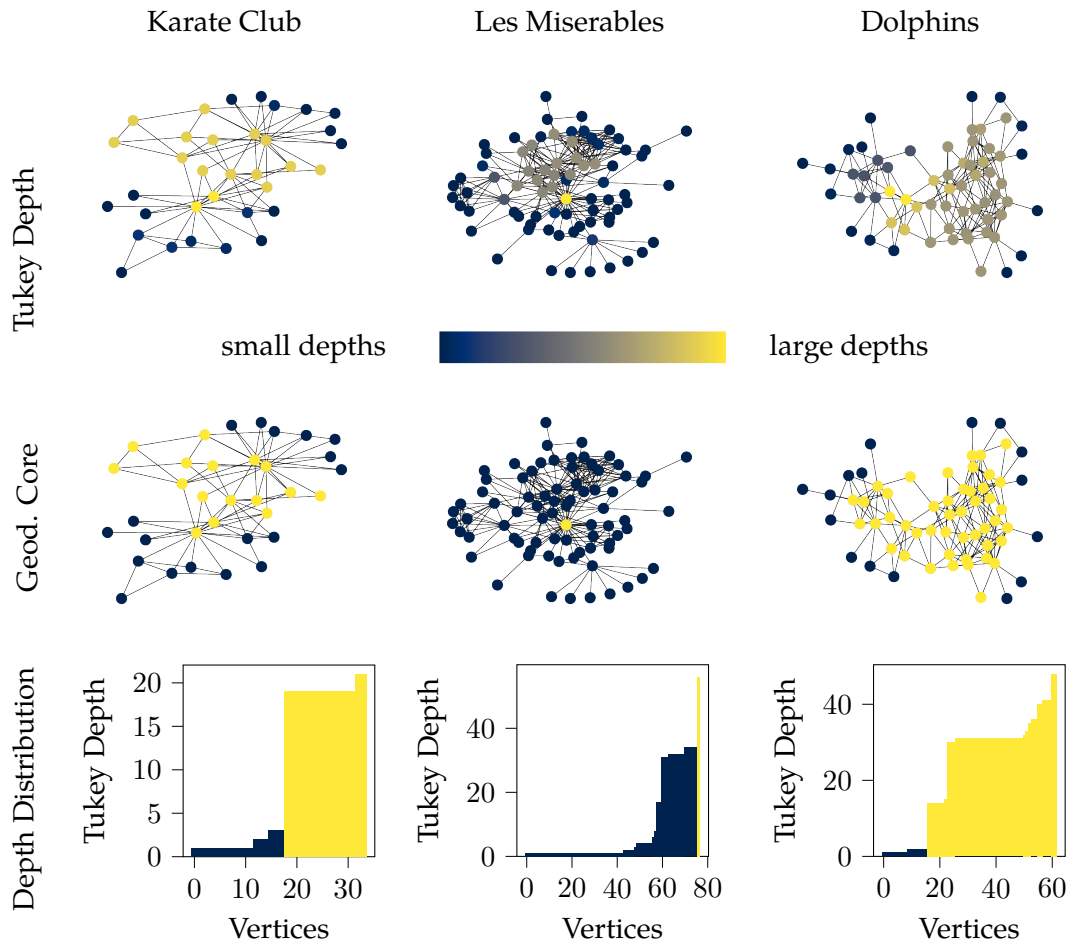 Karate Club
Les Miserables
Dolphins
Tukey Depth
small depths
large depths
Geod. Core
Depth Distribution
Tukey Depth
20
15
10
5
0
0 10 20 30
Vertices
Tukey Depth
40
20
0
0 20 40 60 80
Vertices
Tukey Depth
40
20
0
0 20 40 60
Vertices